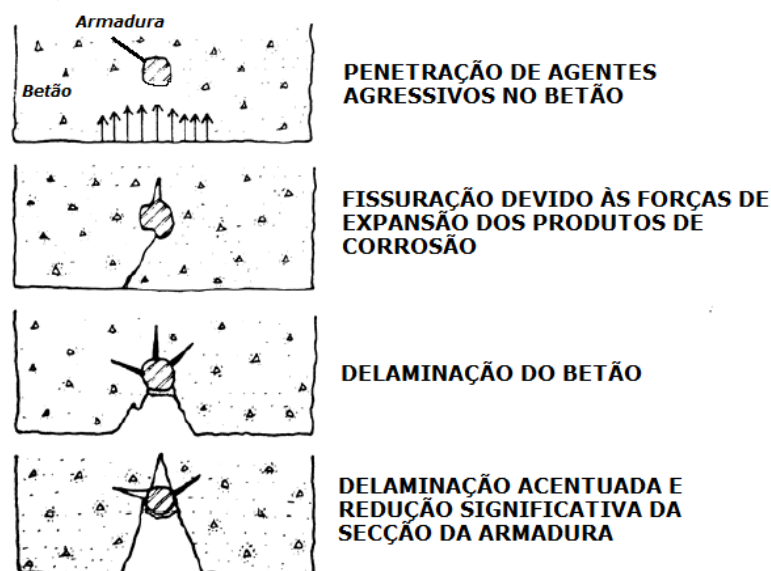 Armadura
Betão
PENETRAÇÃO DE AGENTES
AGRESSIVOS NO BETÃO
FISSURAÇÃO DEVIDO ÀS FORÇAS DE
EXPANSÃO DOS PRODUTOS DE
CORROSÃO
DELAMINAÇÃO DO BETÃO
DELAMINAÇÃO ACENTUADA E
REDUÇÃO SIGNIFICATIVA DA
SECÇÃO DA ARMADURA